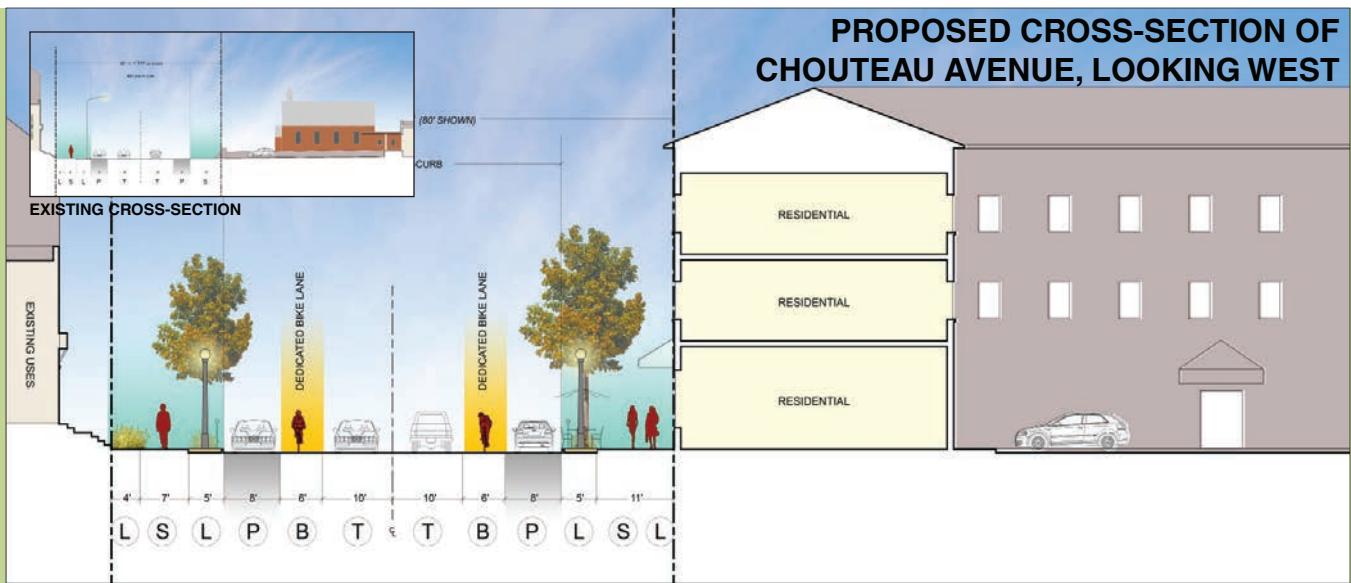 PROPOSED CROSS-SECTION OF
CHOUTEAU AVENUE, LOOKING WEST
L S L P T T P S
EXISTING CROSS-SECTION
(80' SHOWN)
CURB
EXISTING USES
DEDICATED BIKE LANE
DEDICATED BIKE LANE
RESIDENTIAL
RESIDENTIAL
RESIDENTIAL
4' 7' 5' 8' 6' 10' 10' 6' 8' 5' 11'
L S L P B T ℄ T B P L S L